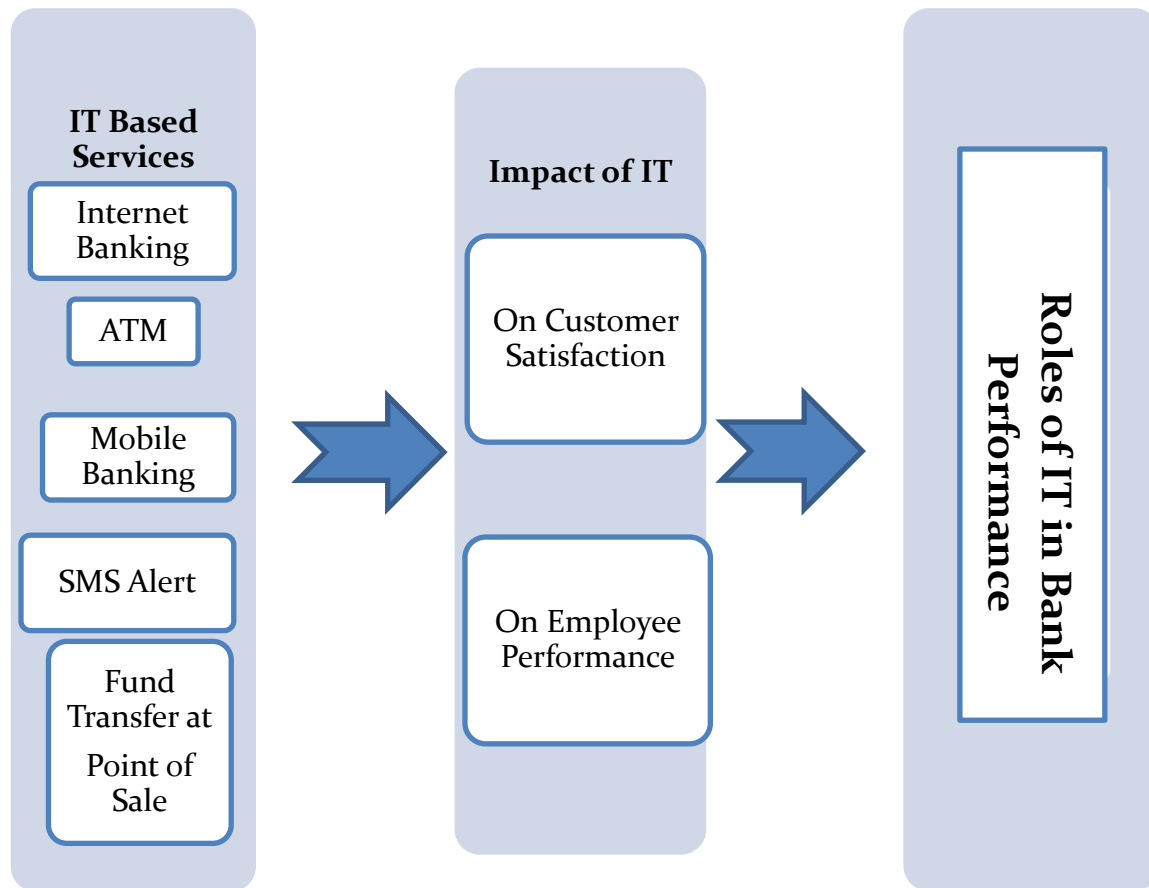 IT Based
Services
Internet
Banking
ATM
Mobile
Banking
SMS Alert
Fund
Transfer at
Point of
Sale
Impact of IT
On Customer
Satisfaction
On Employee
Performance
Roles of IT in Bank
Performance